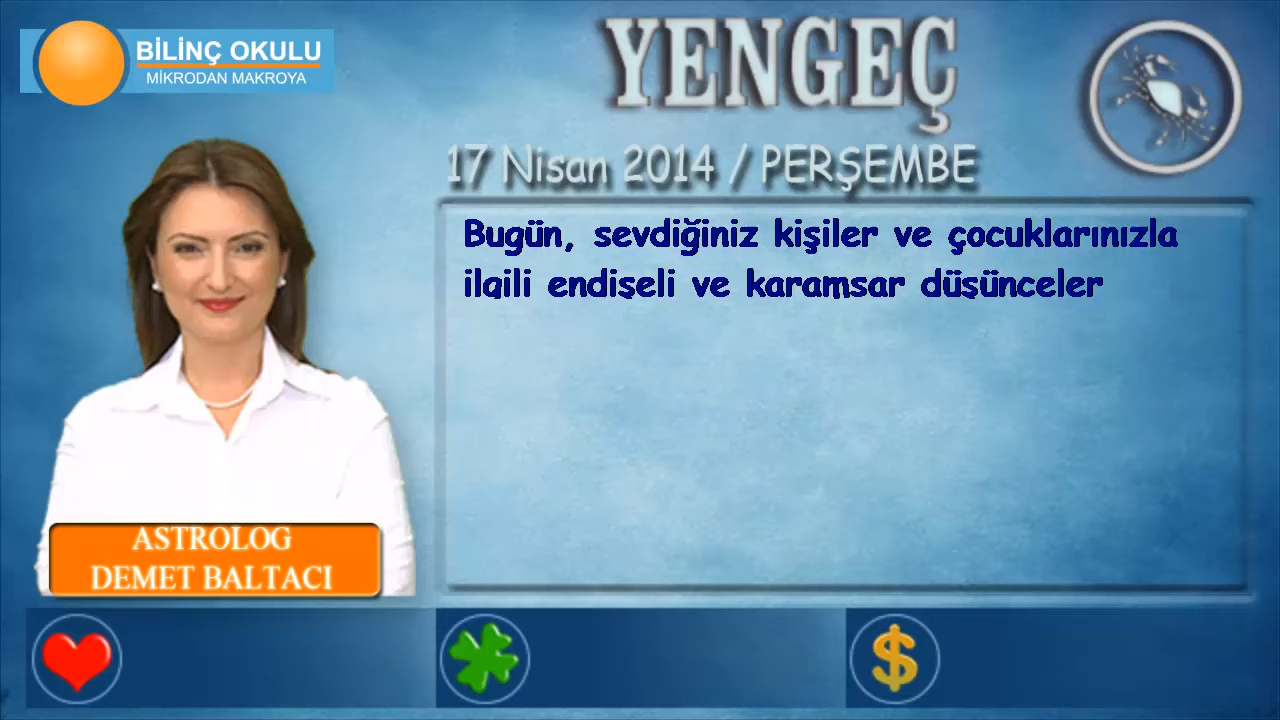 BİLİNÇ OKULU
MİKRODAN MAKROYA
YENGEÇ
17 Nisan 2014 / PERŞEMBE
Bugün, sevdiğiniz kişiler ve çocuklarınızla
ilgili endişeli ve karamsar düşünceler
ASTROLOG
DEMET BALTACI